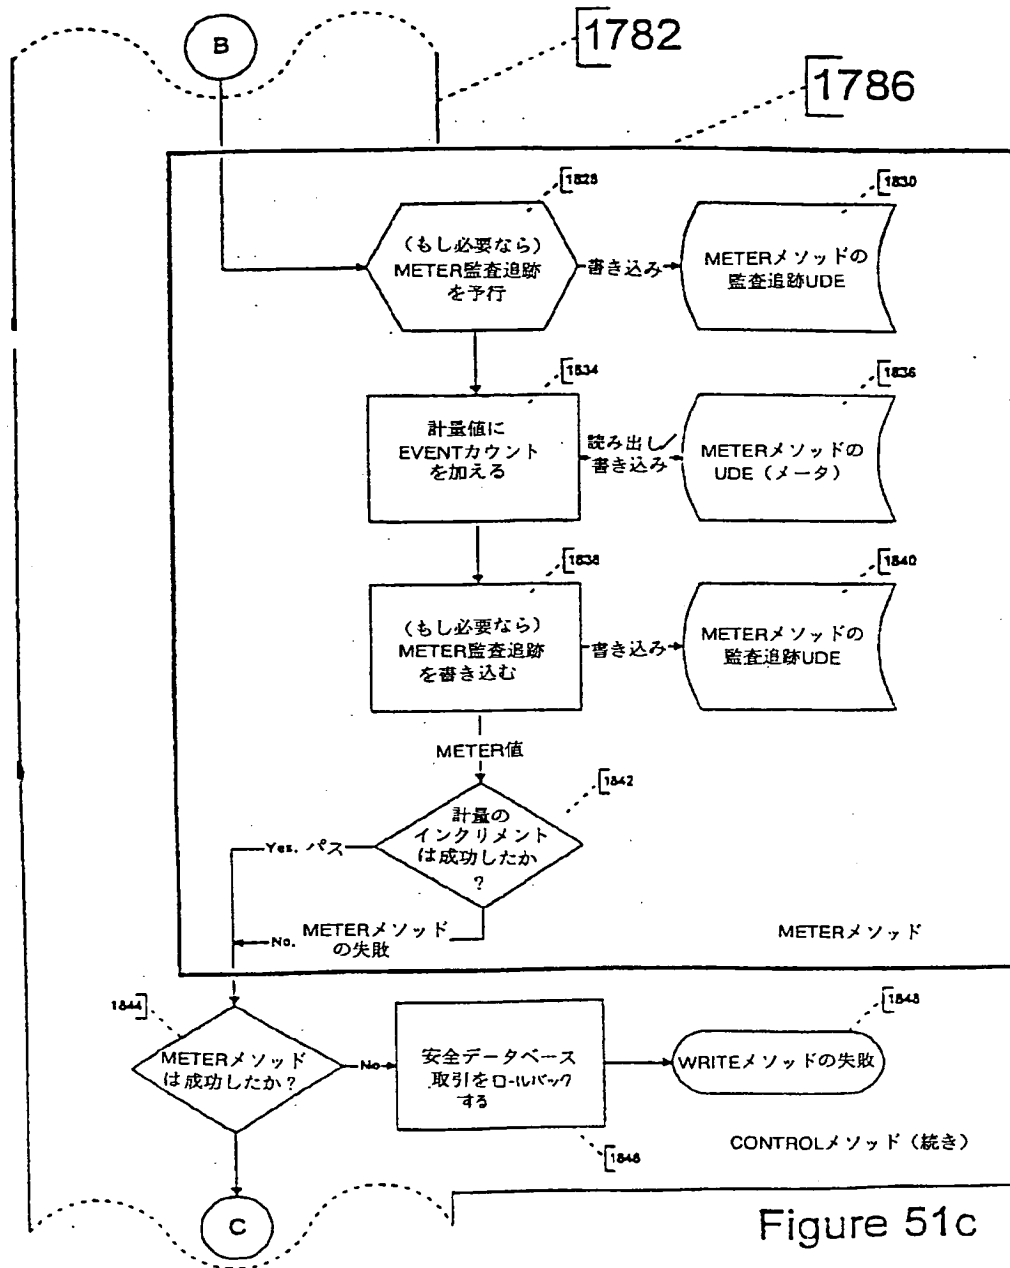 B
1782
1786
1828
(もし必要なら)
METER監査追跡
を予行
書き込み
1830
METERメソッドの
監査追跡UDE
1834
計量値に
EVENTカウント
を加える
読み出し/
書き込み
1836
METERメソッドの
UDE(メータ)
1838
(もし必要なら)
METER監査追跡
を書き込む
書き込み
1840
METERメソッドの
監査追跡UDE
METER値
1842
計量の
インクリメント
は成功したか
?
Yes. パス
No. METERメソッド
の失敗
METERメソッド
1844
METERメソッド
は成功したか?
No
安全データベース
取引をロールバック
する
1846
1848
WRITEメソッドの失敗
CONTROLメソッド(続き)
C
Figure 51c